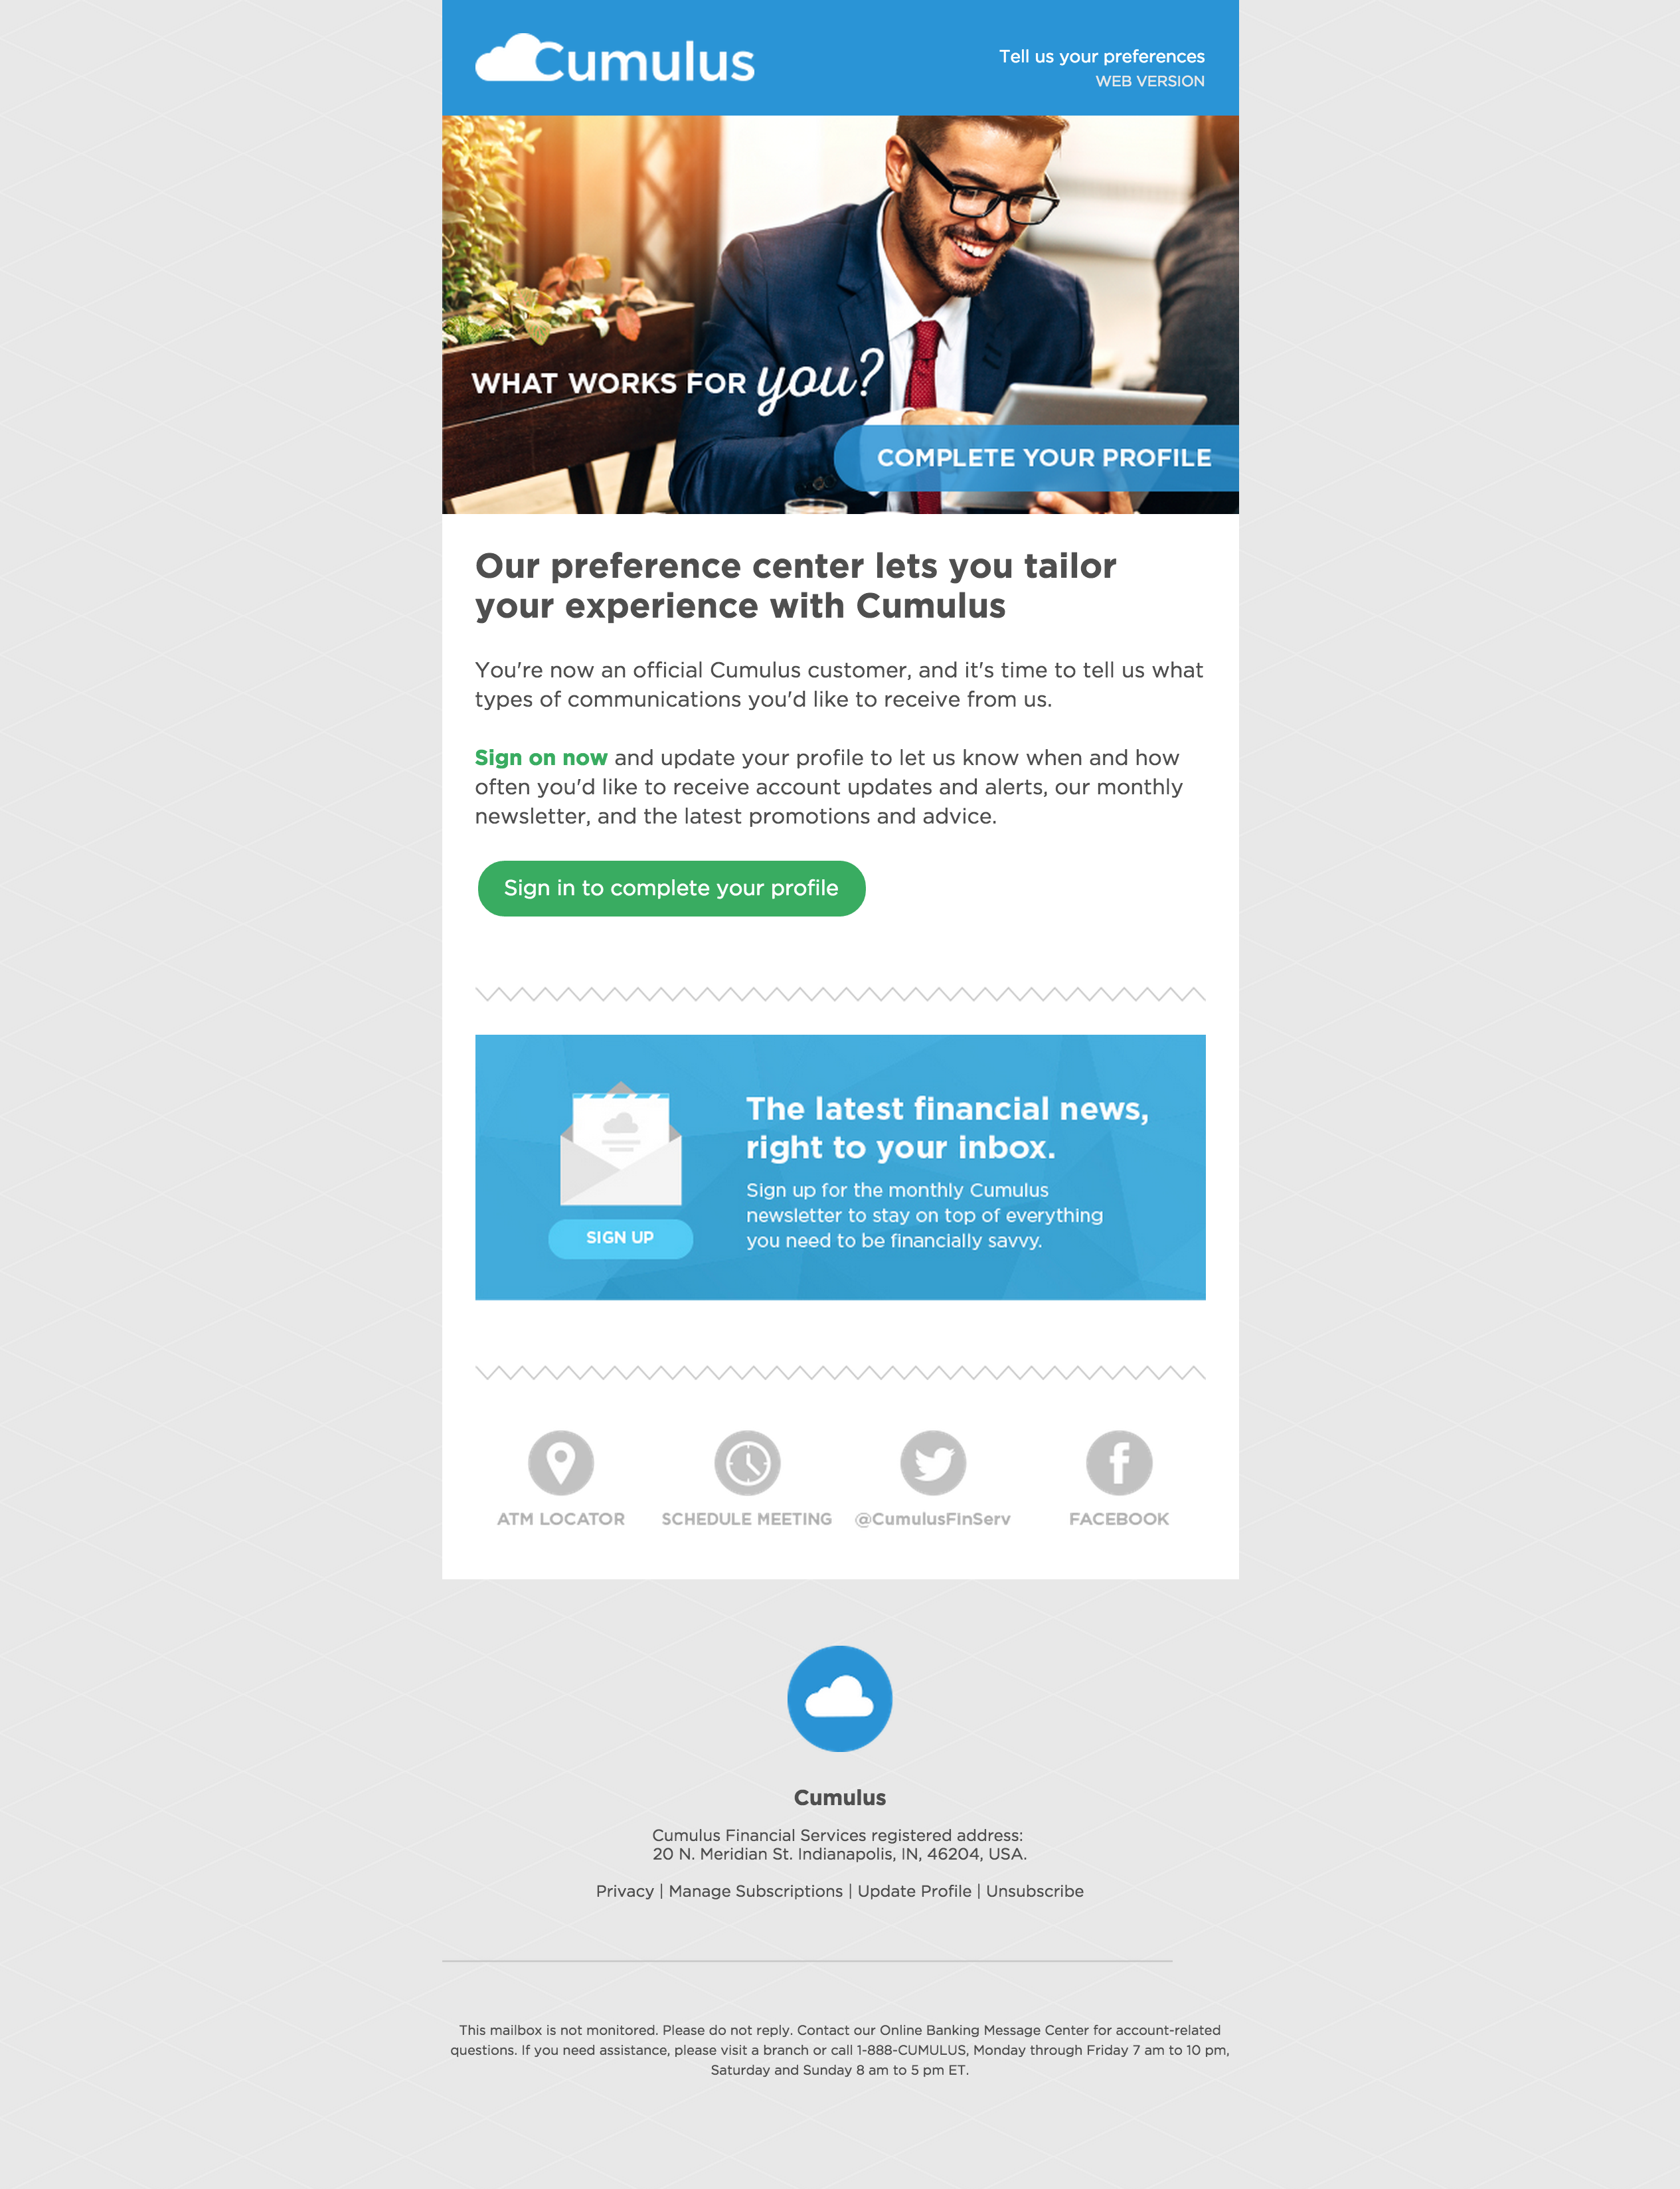 Cumulus
Tell us your preferences
WEB VERSION
WHAT WORKS FOR you?
COMPLETE YOUR PROFILE
Our preference center lets you tailor
your experience with Cumulus
You're now an official Cumulus customer, and it's time to tell us what
types of communications you'd like to receive from us.
Sign on now and update your profile to let us know when and how
often you'd like to receive account updates and alerts, our monthly
newsletter, and the latest promotions and advice.
Sign in to complete your profile
The latest financial news,
right to your inbox.
Sign up for the monthly Cumulus
newsletter to stay on top of everything
you need to be financially savvy.
SIGN UP
ATM LOCATOR
SCHEDULE MEETING
@CumulusFinServ
FACEBOOK
Cumulus
Cumulus Financial Services registered address:
20 N. Meridian St. Indianapolis, IN, 46204, USA.
Privacy | Manage Subscriptions | Update Profile | Unsubscribe
This mailbox is not monitored. Please do not reply. Contact our Online Banking Message Center for account-related
questions. If you need assistance, please visit a branch or call 1-888-CUMULUS, Monday through Friday 7 am to 10 pm,
Saturday and Sunday 8 am to 5 pm ET.